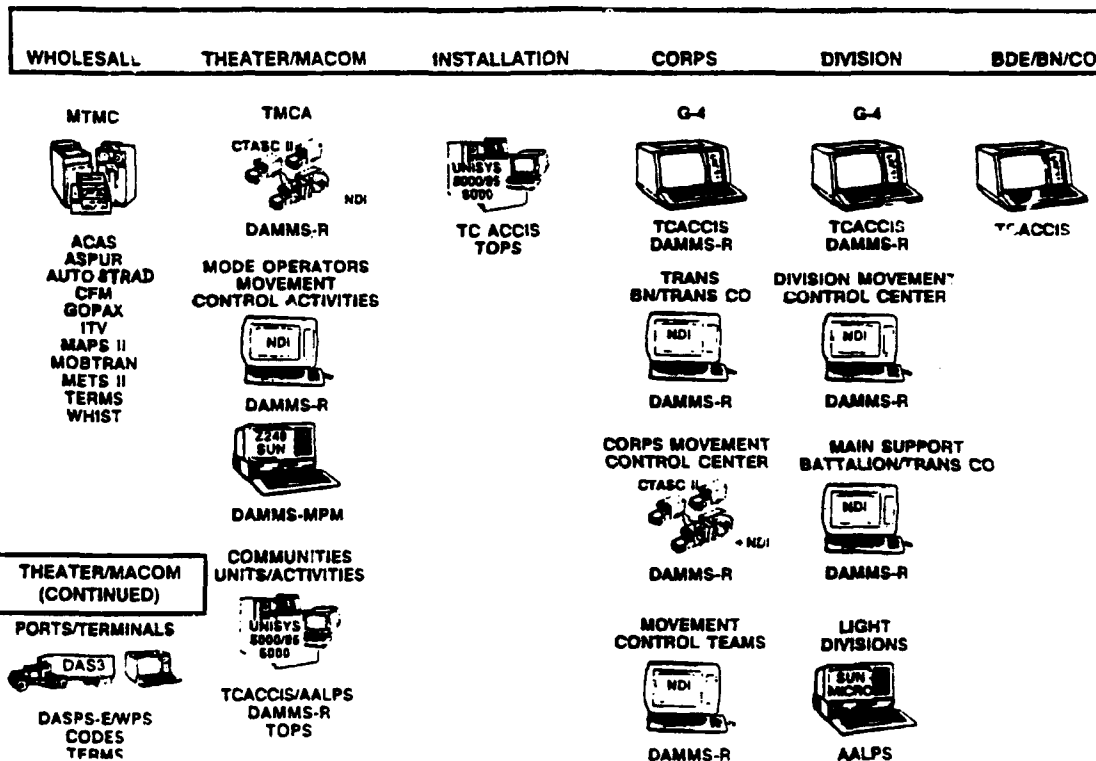 WHOLESALL
THEATER/MACOM
INSTALLATION
CORPS
DIVISION
BDE/BN/CO
MTMC
ACAS
ASPUR
AUTO STRAD
CFM
GOPAX
ITV
MAPS II
MOBTRAN
METS II
TERMS
WHIST
THEATER/MACOM
(CONTINUED)
PORTS/TERMINALS
DAS3
DASPS-E/WPS
CODES
TERMS
TMCA
CTASC II
NDI
DAMMS-R
MODE OPERATORS
MOVEMENT
CONTROL ACTIVITIES
NDI
DAMMS-R
Z248
SUN
DAMMS-MPM
COMMUNITIES
UNITS/ACTIVITIES
UNISYS
5000/95
6000
TCACCIS/AALPS
DAMMS-R
TOPS
UNISYS
5000/95
6000
TC ACCIS
TOPS
G-4
TCACCIS
DAMMS-R
TRANS
BN/TRANS CO
NDI
DAMMS-R
CORPS MOVEMENT
CONTROL CENTER
CTASC II
NDI
DAMMS-R
MOVEMENT
CONTROL TEAMS
NDI
DAMMS-R
G-4
TCACCIS
DAMMS-R
DIVISION MOVEMENT
CONTROL CENTER
NDI
DAMMS-R
MAIN SUPPORT
BATTALION/TRANS CO
NDI
DAMMS-R
LIGHT
DIVISIONS
SUN
MICRO
AALPS
TCACCIS